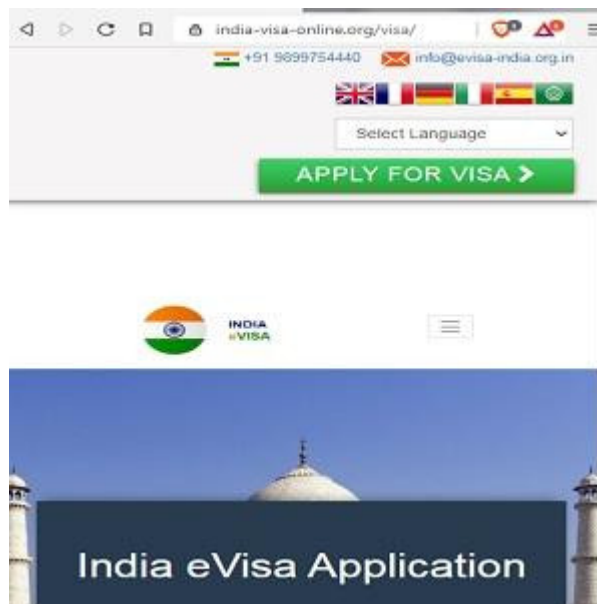 india-visa-online.org/visa/
+91 9899754440 info@evisa-india.org.in
Select Language
APPLY FOR VISA
INDIA
eVISA
India eVisa Application